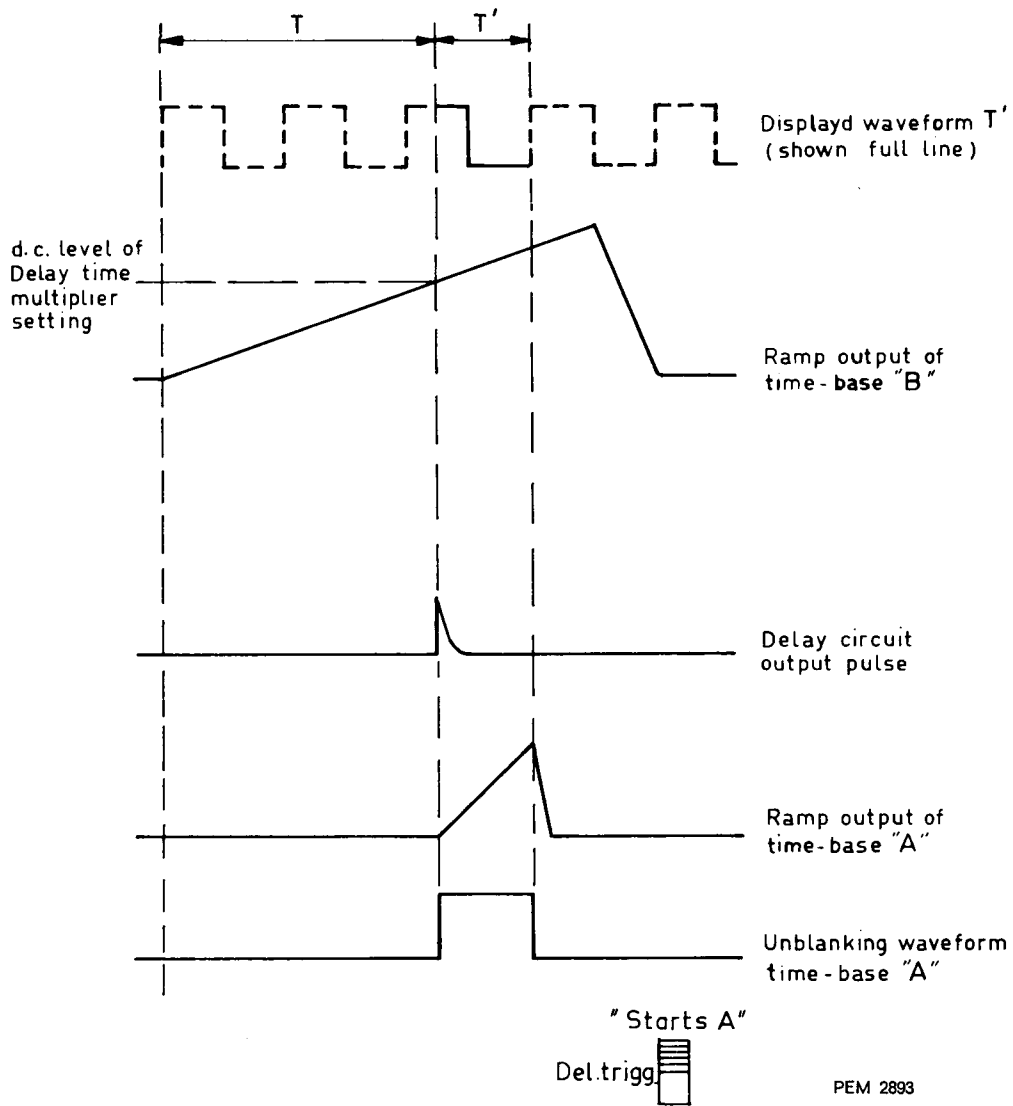 T
T'
Displayd waveform T'
(shown full line)
d.c. level of
Delay time
multiplier
setting
Ramp output of
time-base "B"
Delay circuit
output pulse
Ramp output of
time-base "A"
Unblanking waveform
time-base "A"
"Starts A"
Del.trigg
PEM 2893